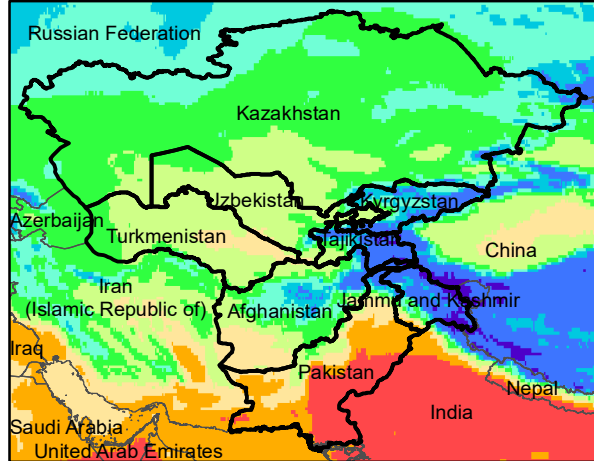 Russian Federation
Kazakhstan
Uzbekistan
Kyrgyzstan
Azerbaijan
Turkmenistan
Tajikistan
China
Iran
(Islamic Republic of)
Jammu and Kashmir
Afghanistan
Iraq
Pakistan
Nepal
India
Saudi Arabia
United Arab Emirates